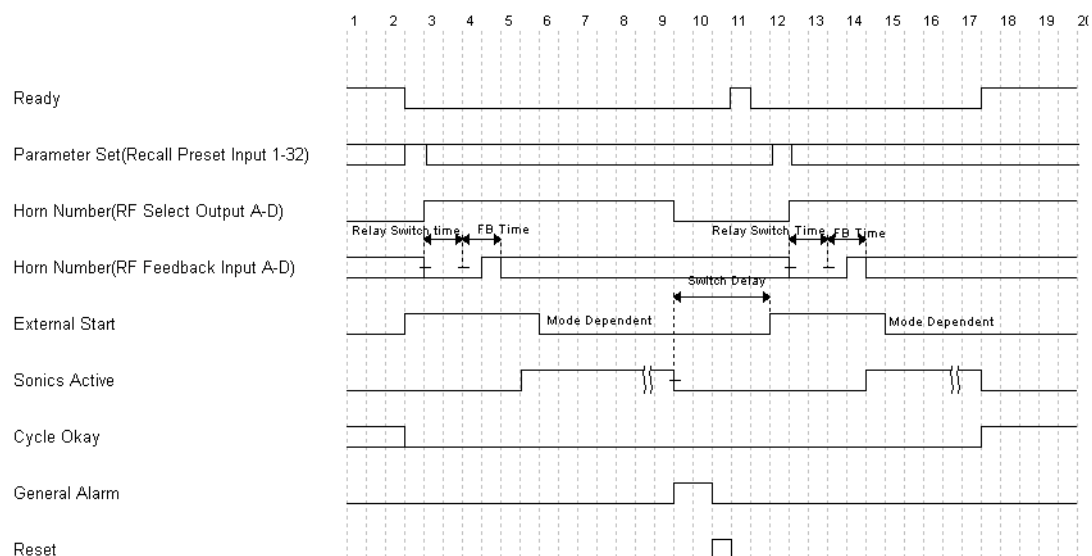 1 2 3 4 5 6 7 8 9 10 11 12 13 14 15 16 17 18 19 20
Ready
Parameter Set(Recall Preset Input 1-32)
Horn Number(RF Select Output A-D)
Relay Switch time FB Time Relay Switch Time FB Time
Horn Number(RF Feedback Input A-D)
Switch Delay
External Start Mode Dependent Mode Dependent
Sonics Active
Cycle Okay
General Alarm
Reset